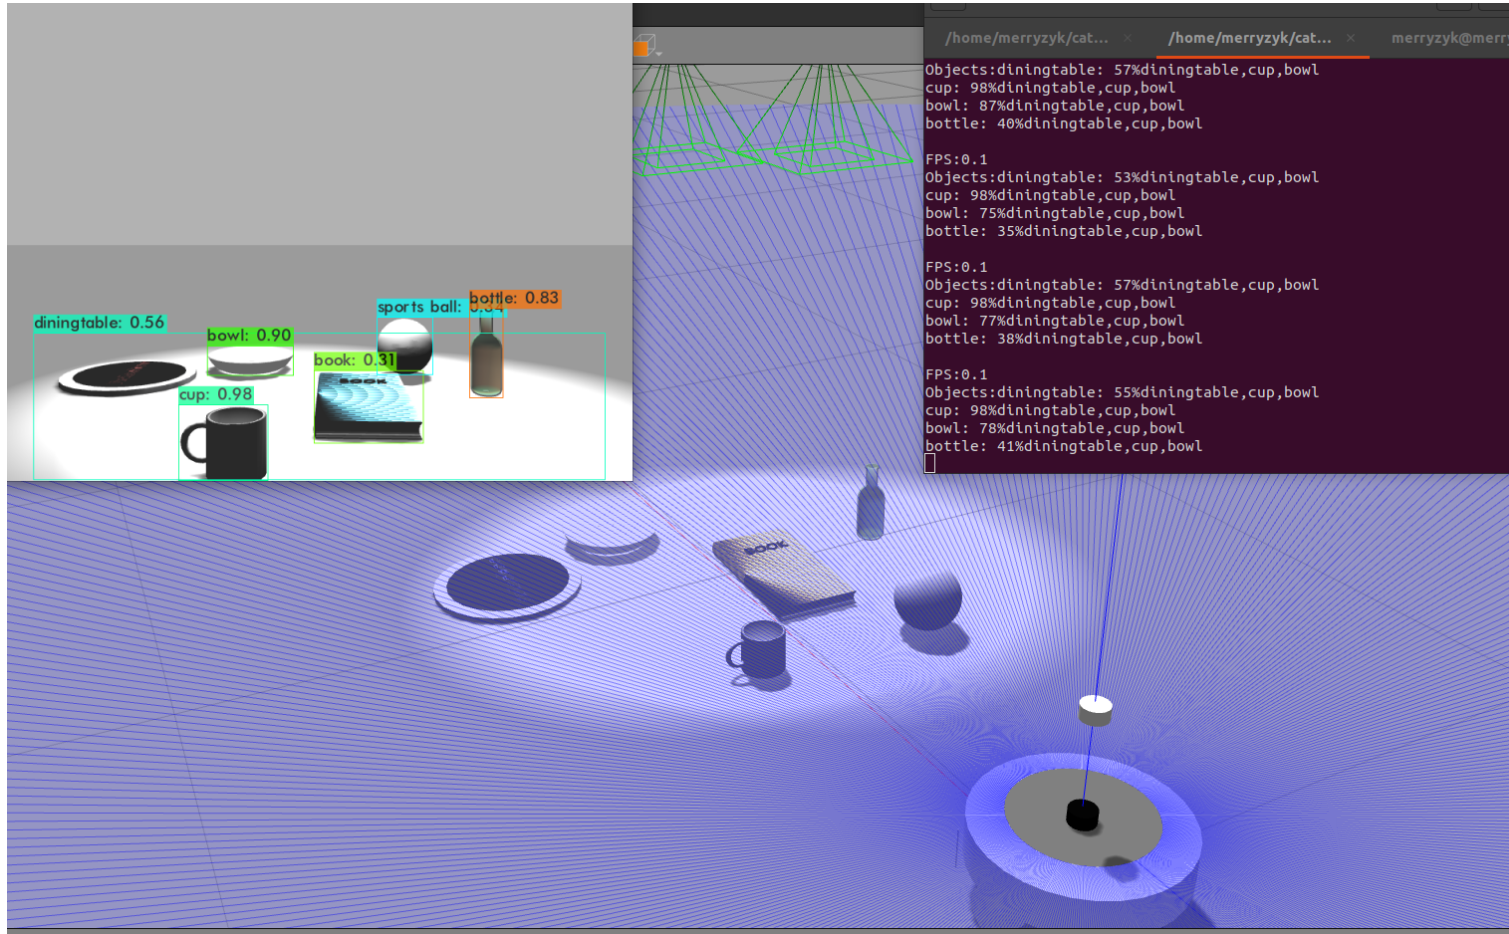 /home/merryzyk/cat... × /home/merryzyk/cat... × merryzyk@merry
Objects:diningtable: 57%diningtable,cup,bowl
cup: 98%diningtable,cup,bowl
bowl: 87%diningtable,cup,bowl
bottle: 40%diningtable,cup,bowl
FPS:0.1
Objects:diningtable: 53%diningtable,cup,bowl
cup: 98%diningtable,cup,bowl
bowl: 75%diningtable,cup,bowl
bottle: 35%diningtable,cup,bowl
FPS:0.1
Objects:diningtable: 57%diningtable,cup,bowl
cup: 98%diningtable,cup,bowl
bowl: 77%diningtable,cup,bowl
bottle: 38%diningtable,cup,bowl
FPS:0.1
Objects:diningtable: 55%diningtable,cup,bowl
cup: 98%diningtable,cup,bowl
bowl: 78%diningtable,cup,bowl
bottle: 41%diningtable,cup,bowl
bottle: 0.83
sports ball:
diningtable: 0.56
bowl: 0.90
book: 0.31
BOOK
cup: 0.98
BOOK